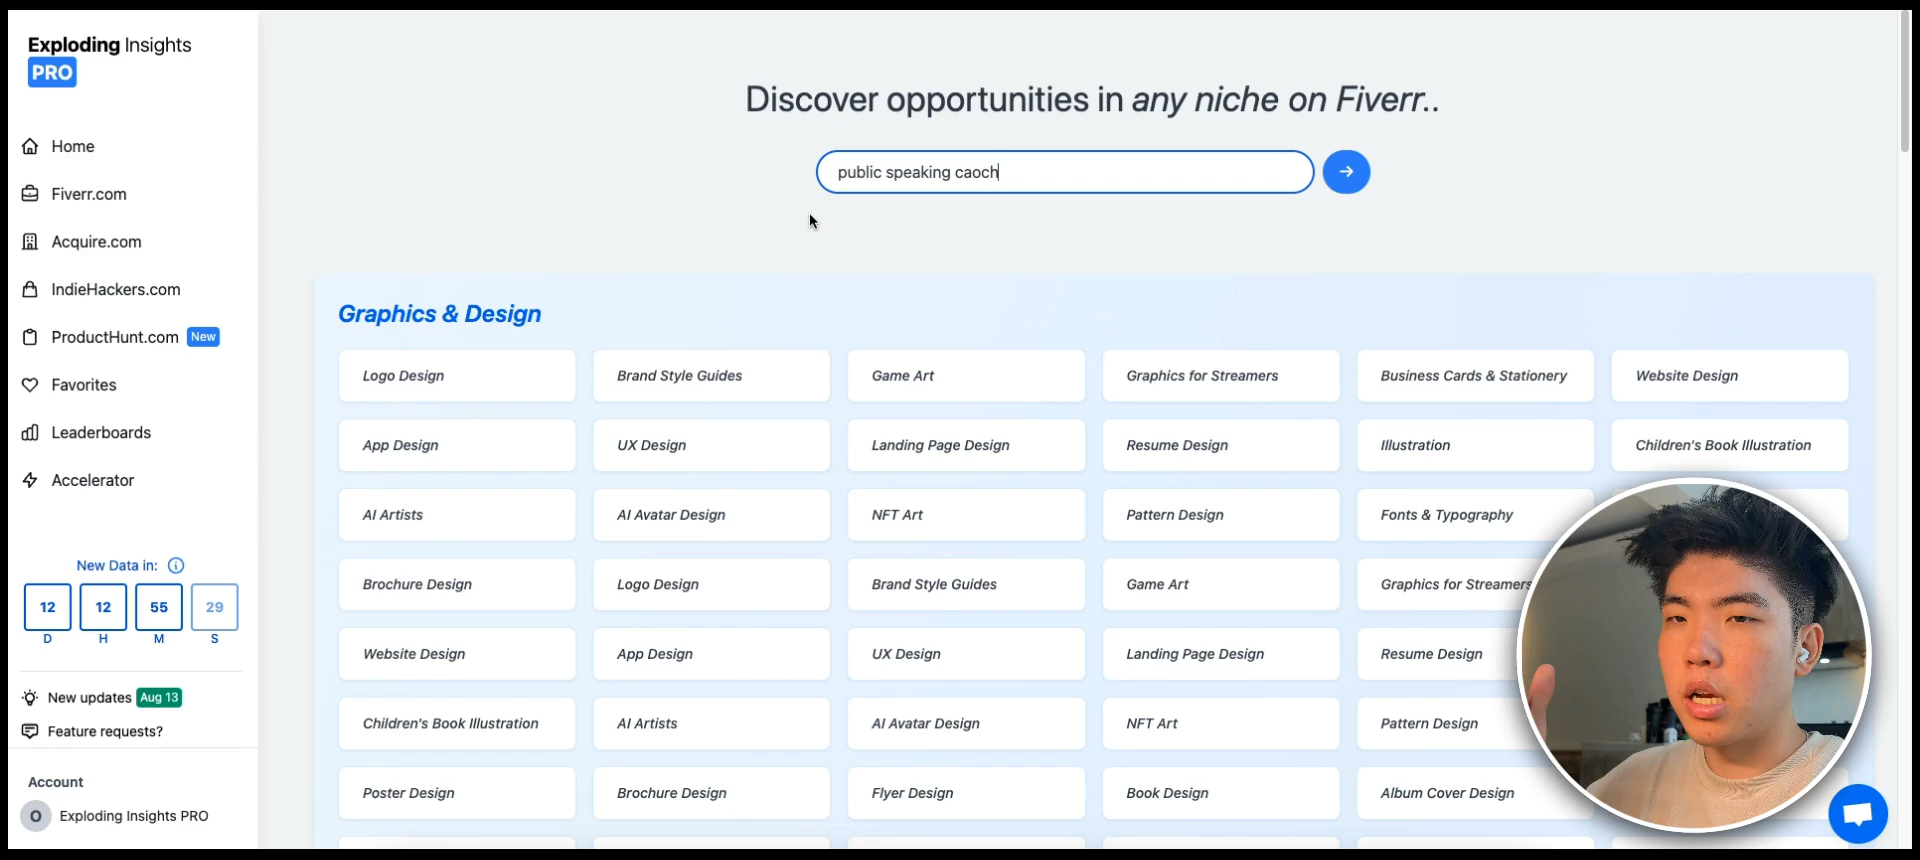 Exploding Insights
PRO
Home
Fiverr.com
Acquire.com
IndieHackers.com
ProductHunt.com New
Favorites
Leaderboards
Accelerator
New Data in:
12 12 55 29
D H M S
New updates Aug 13
Feature requests?
Account
O Exploding Insights PRO
Discover opportunities in any niche on Fiverr..
public speaking caoch
Graphics & Design
Logo Design Brand Style Guides Game Art Graphics for Streamers Business Cards & Stationery Website Design
App Design UX Design Landing Page Design Resume Design Illustration Children's Book Illustration
AI Artists AI Avatar Design NFT Art Pattern Design Fonts & Typography
Brochure Design Logo Design Brand Style Guides Game Art Graphics for Streamers
Website Design App Design UX Design Landing Page Design Resume Design
Children's Book Illustration AI Artists AI Avatar Design NFT Art Pattern Design
Poster Design Brochure Design Flyer Design Book Design Album Cover Design